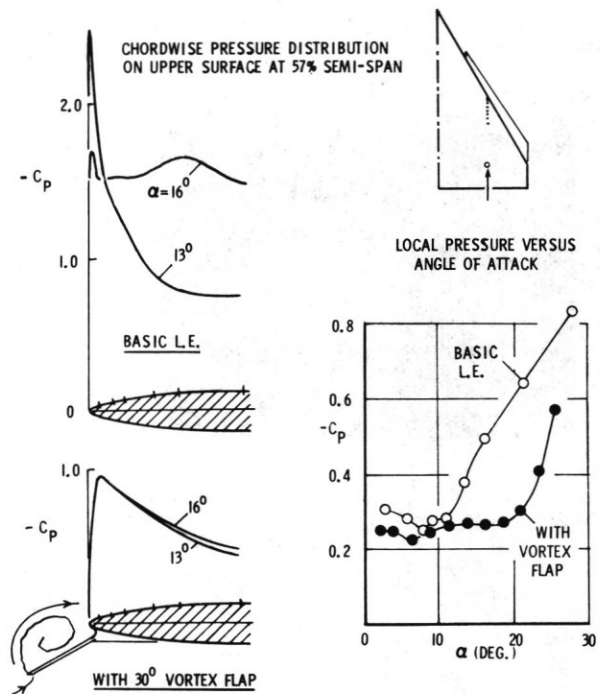 CHORDWISE PRESSURE DISTRIBUTION
ON UPPER SURFACE AT 57% SEMI-SPAN
2.0
- Cp
α=16°
13°
1.0
BASIC L.E.
0
1.0
- Cp
16°
13°
WITH 30° VORTEX FLAP
LOCAL PRESSURE VERSUS
ANGLE OF ATTACK
0.8
BASIC
L.E.
0.6
-Cp
0.4
0.2
WITH
VORTEX
FLAP
0
10
20
30
α (DEG.)